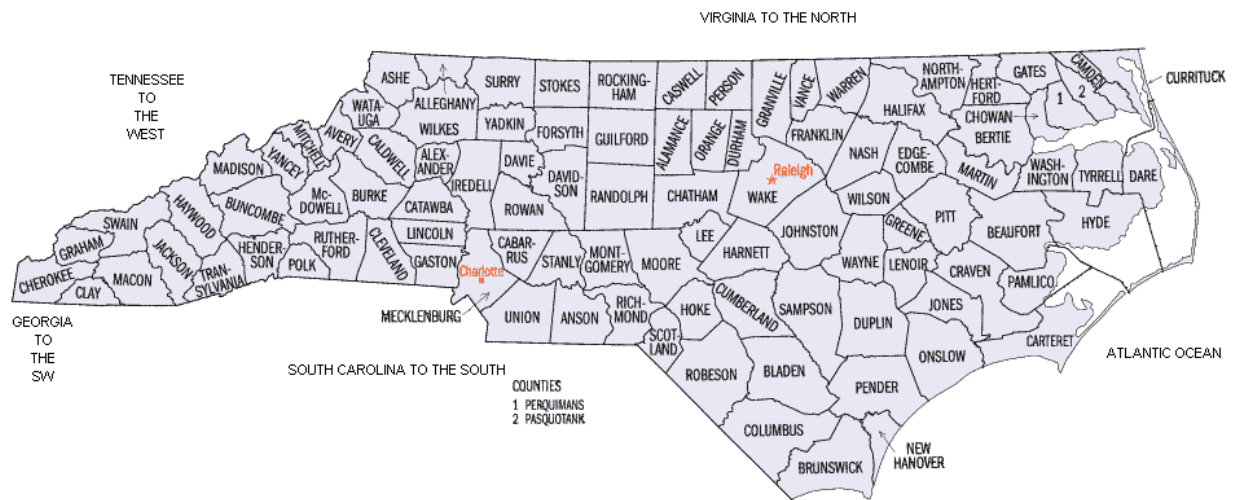 VIRGINIA TO THE NORTH
TENNESSEE
TO
THE
WEST
ASHE
ALLEGHANY
SURRY
STOKES
ROCKING-
HAM
CASWELL
PERSON
GRANVILLE
VANCE
WARREN
NORTH-
AMPTON
HERT-
FORD
GATES
CAMDEN
CURRITUCK
1
2
WATA-
UGA
WILKES
YADKIN
FORSYTH
GUILFORD
ALAMANCE
ORANGE
DURHAM
FRANKLIN
HALIFAX
CHOWAN
BERTIE
MITCHELL
AVERY
CALDWELL
ALEX-
ANDER
IREDELL
DAVIE
DAVID-
SON
RANDOLPH
CHATHAM
Raleigh
WAKE
NASH
EDGE-
COMBE
MARTIN
WASH-
INGTON
TYRRELL
DARE
MADISON
YANCEY
Mc-
DOWELL
BURKE
CATAWBA
ROWAN
WILSON
PITT
BEAUFORT
HYDE
SWAIN
HAYWOOD
BUNCOMBE
RUTHER-
FORD
CLEVELAND
LINCOLN
GASTON
CABAR-
RUS
STANLY
MONT-
GOMERY
MOORE
LEE
HARNETT
JOHNSTON
GREENE
WAYNE
LENOIR
CRAVEN
PAMLICO
GRAHAM
CHEROKEE
CLAY
MACON
JACKSON
TRAN-
SYLVANIA
HENDER-
SON
POLK
Charlotte
MECKLENBURG
UNION
ANSON
RICH-
MOND
SCOT-
LAND
HOKE
CUMBERLAND
SAMPSON
DUPLIN
JONES
ONSLOW
CARTERET
GEORGIA
TO
THE
SW
SOUTH CAROLINA TO THE SOUTH
ATLANTIC OCEAN
ROBESON
BLADEN
PENDER
COLUMBUS
BRUNSWICK
NEW
HANOVER
COUNTIES
1 PERQUIMANS
2 PASQUOTANK